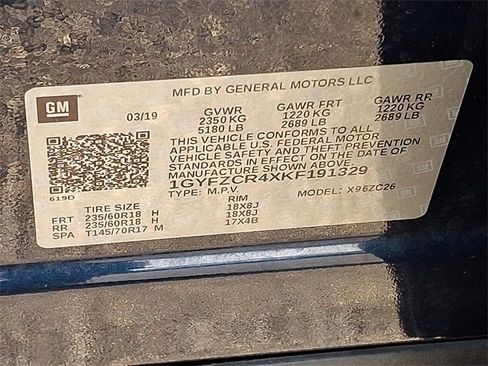 MFD BY GENERAL MOTORS LLC
GM
03/19 GVWR GAWR FRT GAWR RR
2350 KG 1220 KG 1220 KG
5180 LB 2689 LB 2689 LB
THIS VEHICLE CONFORMS TO ALL
APPLICABLE U.S. FEDERAL MOTOR
VEHICLE SAFETY AND THEFT PREVENTION
STANDARDS IN EFFECT ON THE DATE OF
MANUFACTURE SHOWN ABOVE.
1GYFZCR4XKF191329
619D
TYPE: M.P.V. MODEL: X96ZC26
TIRE SIZE RIM
FRT 235/60R18 H 18X8J
RR 235/60R18 H 18X8J
SPA T145/70R17 M 17X4B